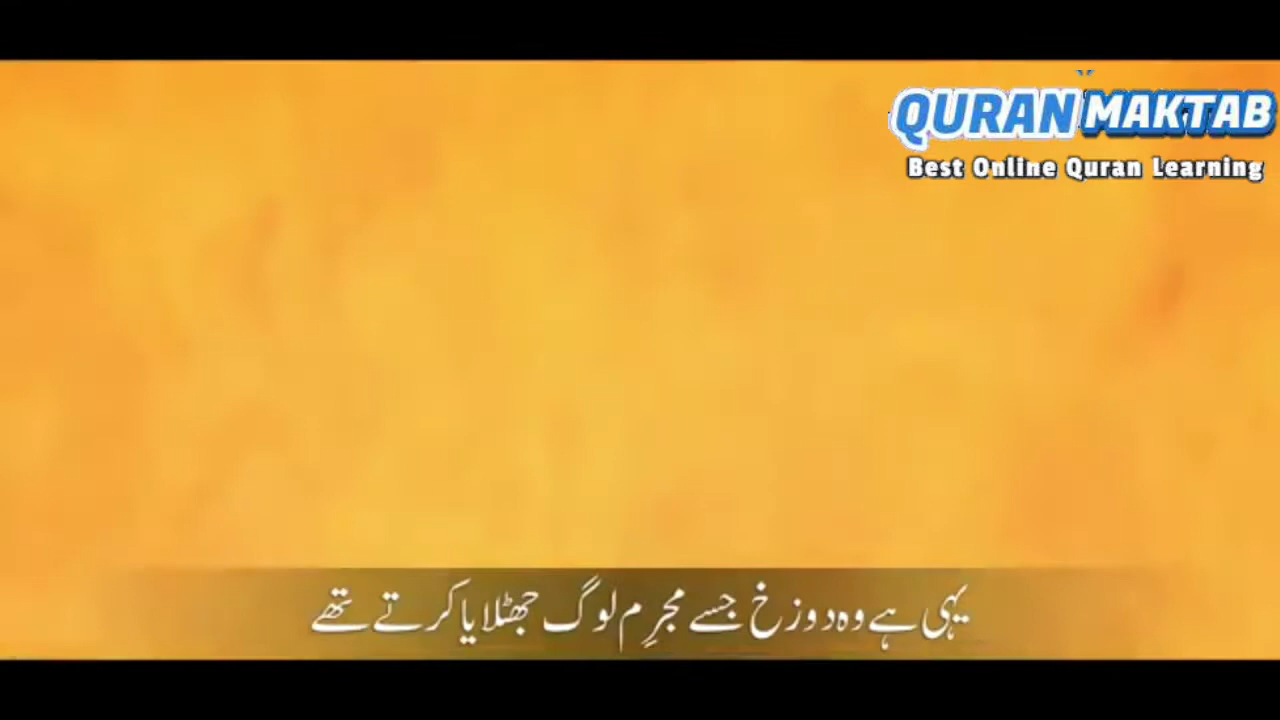 QURAN MAKTAB
Best Online Quran Learning
یہی ہے وہ دوزخ جسے مجرِم لوگ جھٹلایا کرتے تھے